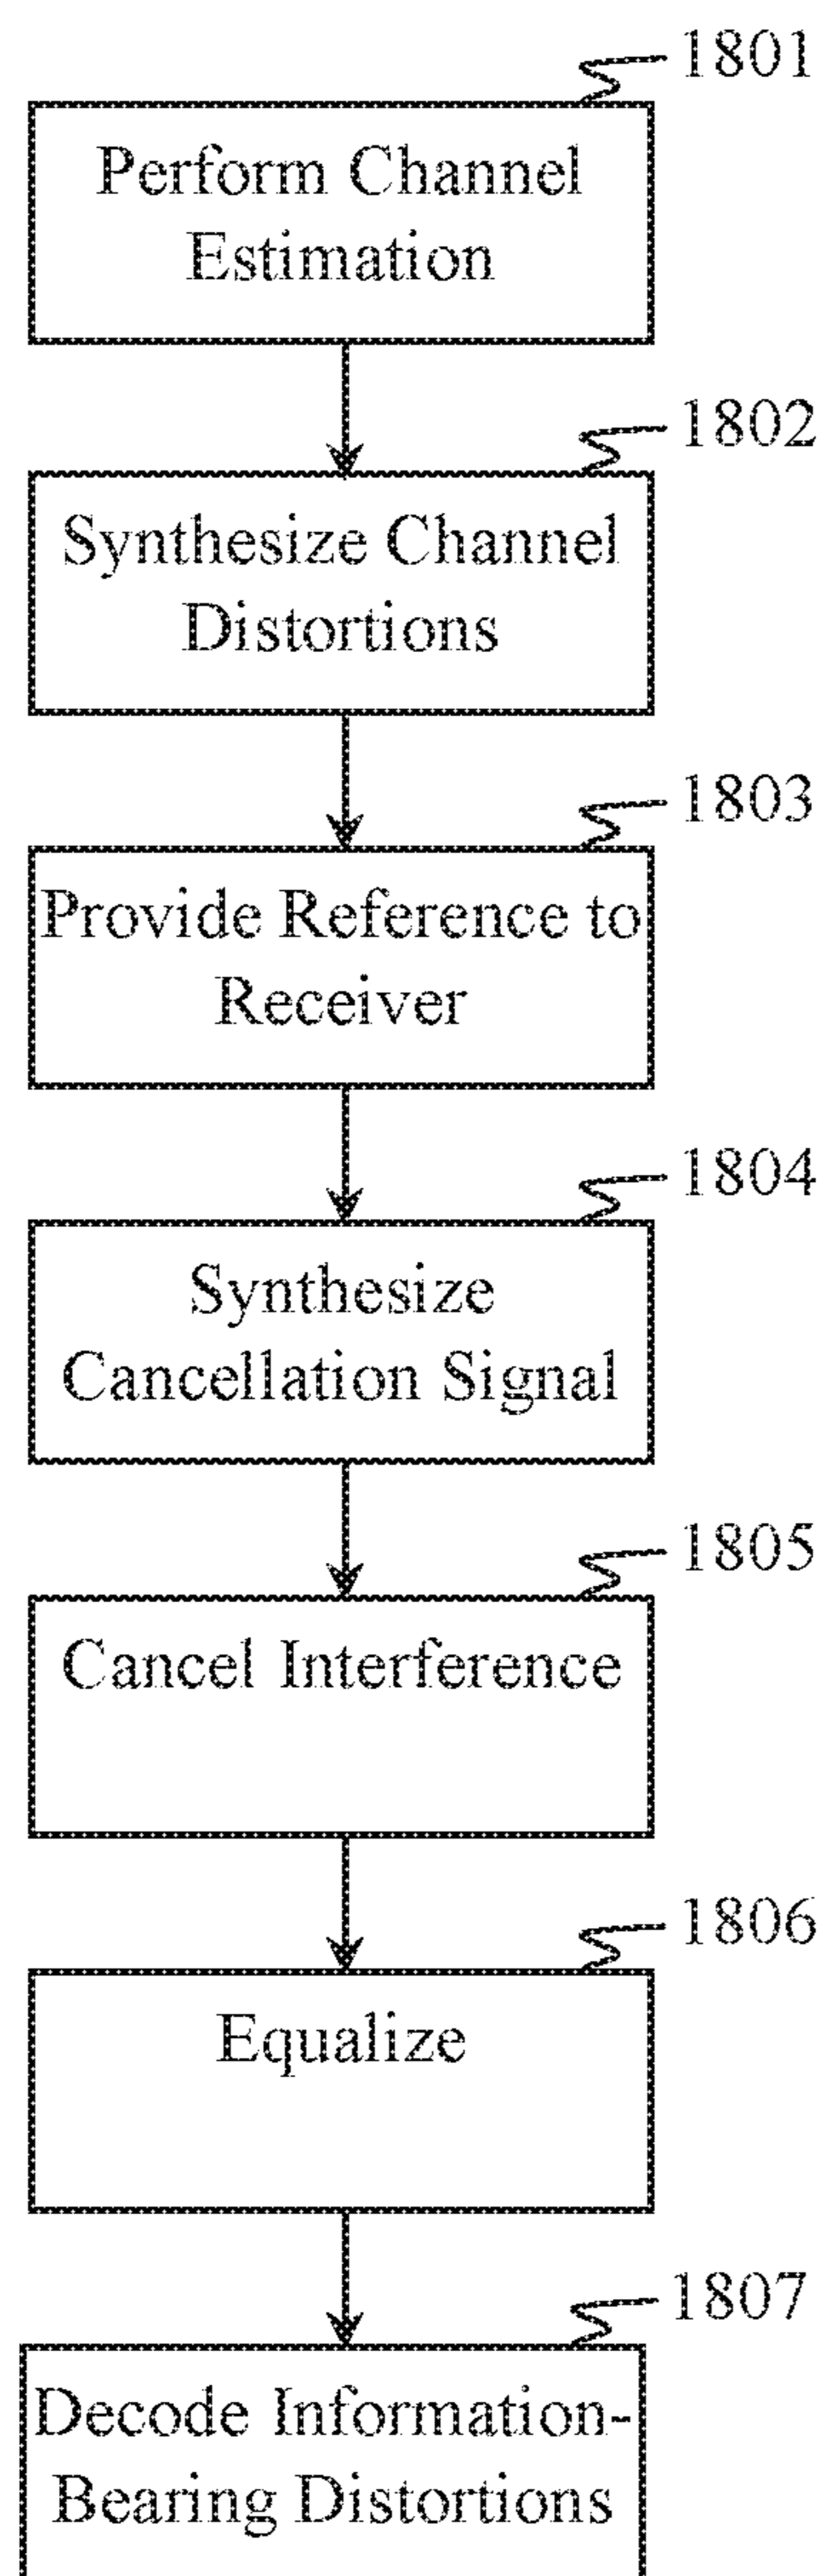 1801
Perform Channel
Estimation
1802
Synthesize Channel
Distortions
1803
Provide Reference to
Receiver
1804
Synthesize
Cancellation Signal
1805
Cancel Interference
1806
Equalize
1807
Decode Information-
Bearing Distortions